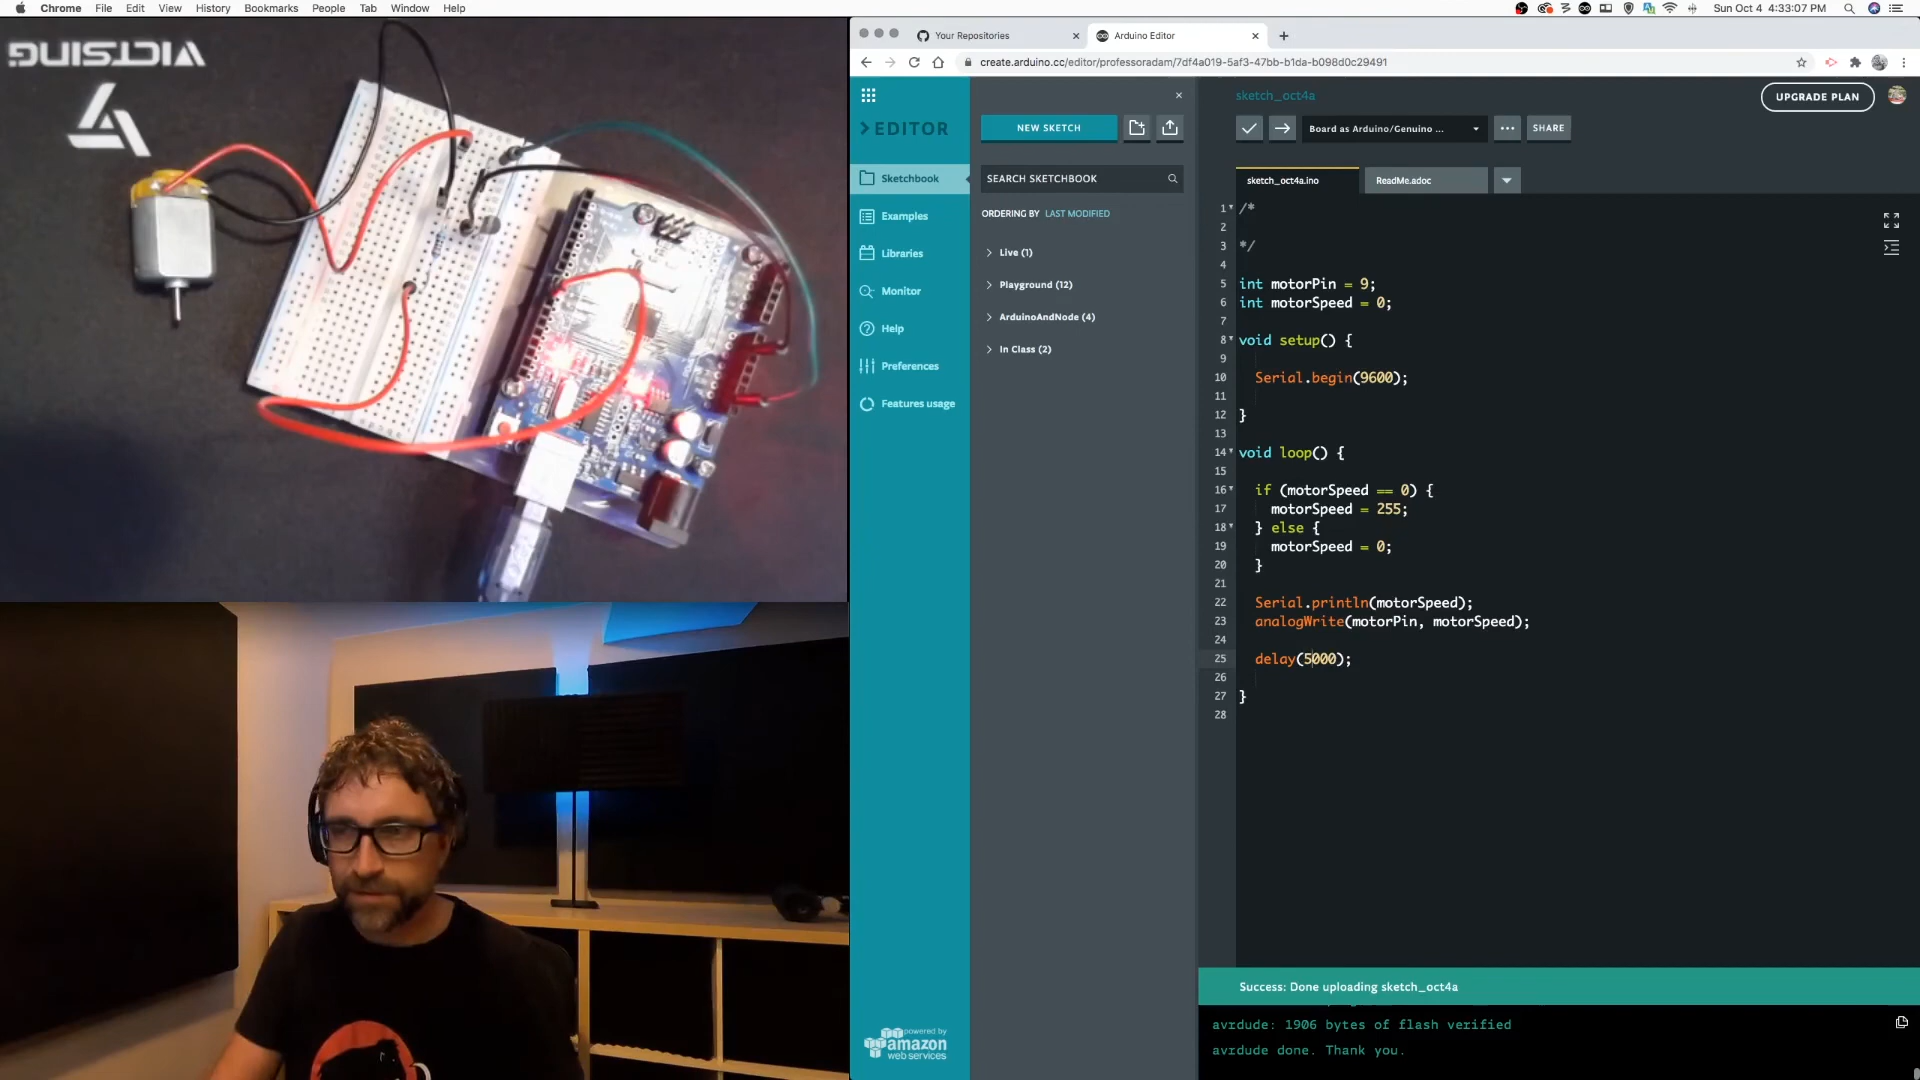 Chrome File Edit View History Bookmarks People Tab Window Help
Sun Oct 4 4:33:07 PM
VICTSING
Your Repositories
Arduino Editor
create.arduino.cc/editor/professoradam/7df4a019-5af3-47bb-b1da-b098d0c29491
EDITOR
Sketchbook
Examples
Libraries
Monitor
Help
Preferences
Features usage
powered by
amazon
web services
NEW SKETCH
SEARCH SKETCHBOOK
ORDERING BY LAST MODIFIED
Live (1)
Playground (12)
ArduinoAndNode (4)
In Class (2)
sketch_oct4a
UPGRADE PLAN
Board as Arduino/Genuino ...
SHARE
sketch_oct4a.ino
ReadMe.adoc
1 /*
2
3 */
4
5 int motorPin = 9;
6 int motorSpeed = 0;
7
8 void setup() {
9
10 Serial.begin(9600);
11
12 }
13
14 void loop() {
15
16 if (motorSpeed == 0) {
17 motorSpeed = 255;
18 } else {
19 motorSpeed = 0;
20 }
21
22 Serial.println(motorSpeed);
23 analogWrite(motorPin, motorSpeed);
24
25 delay(5000);
26
27 }
28
Success: Done uploading sketch_oct4a
avrdude: 1906 bytes of flash verified
avrdude done. Thank you.